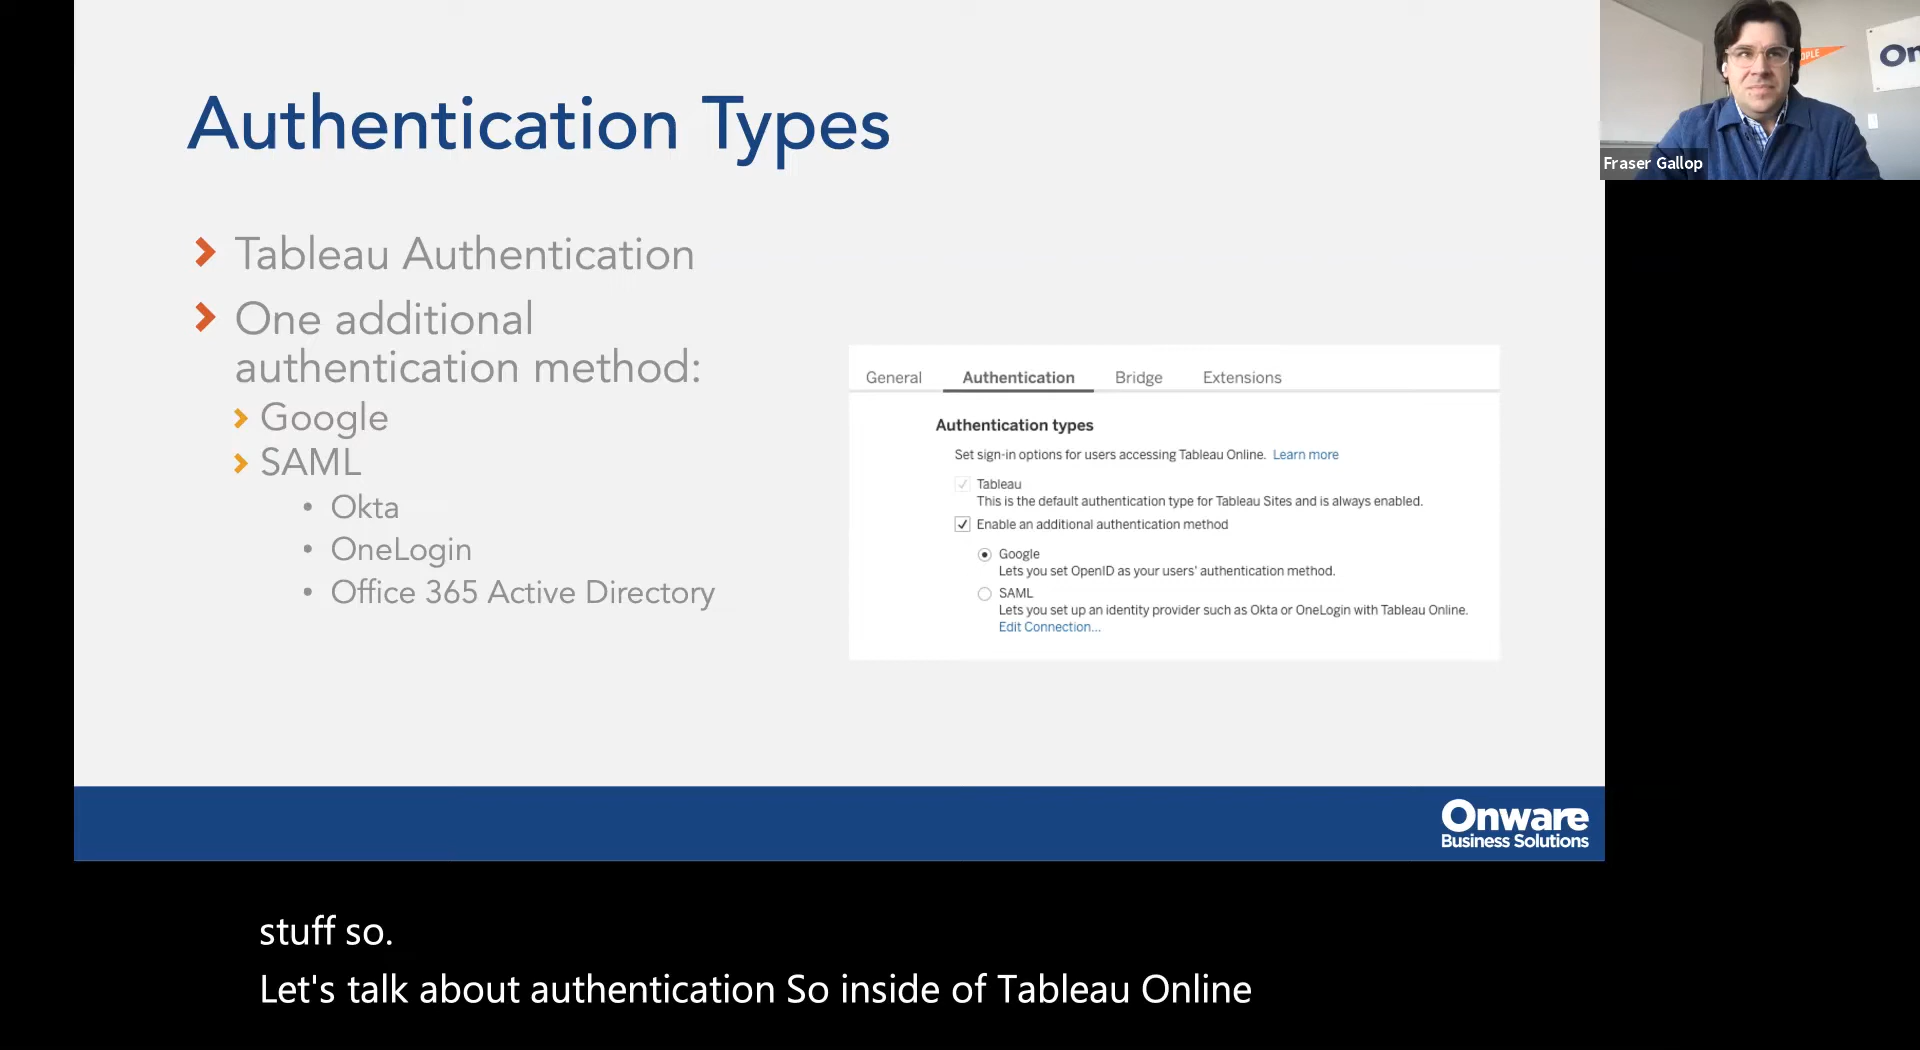 Authentication Types
Tableau Authentication
One additional
authentication method:
Google
SAML
• Okta
• OneLogin
• Office 365 Active Directory
General Authentication Bridge Extensions
Authentication types
Set sign-in options for users accessing Tableau Online. Learn more
Tableau
This is the default authentication type for Tableau Sites and is always enabled.
Enable an additional authentication method
Google
Lets you set OpenID as your users' authentication method.
SAML
Lets you set up an identity provider such as Okta or OneLogin with Tableau Online.
Edit Connection...
Onware
Business Solutions
Fraser Gallop
stuff so.
Let's talk about authentication So inside of Tableau Online